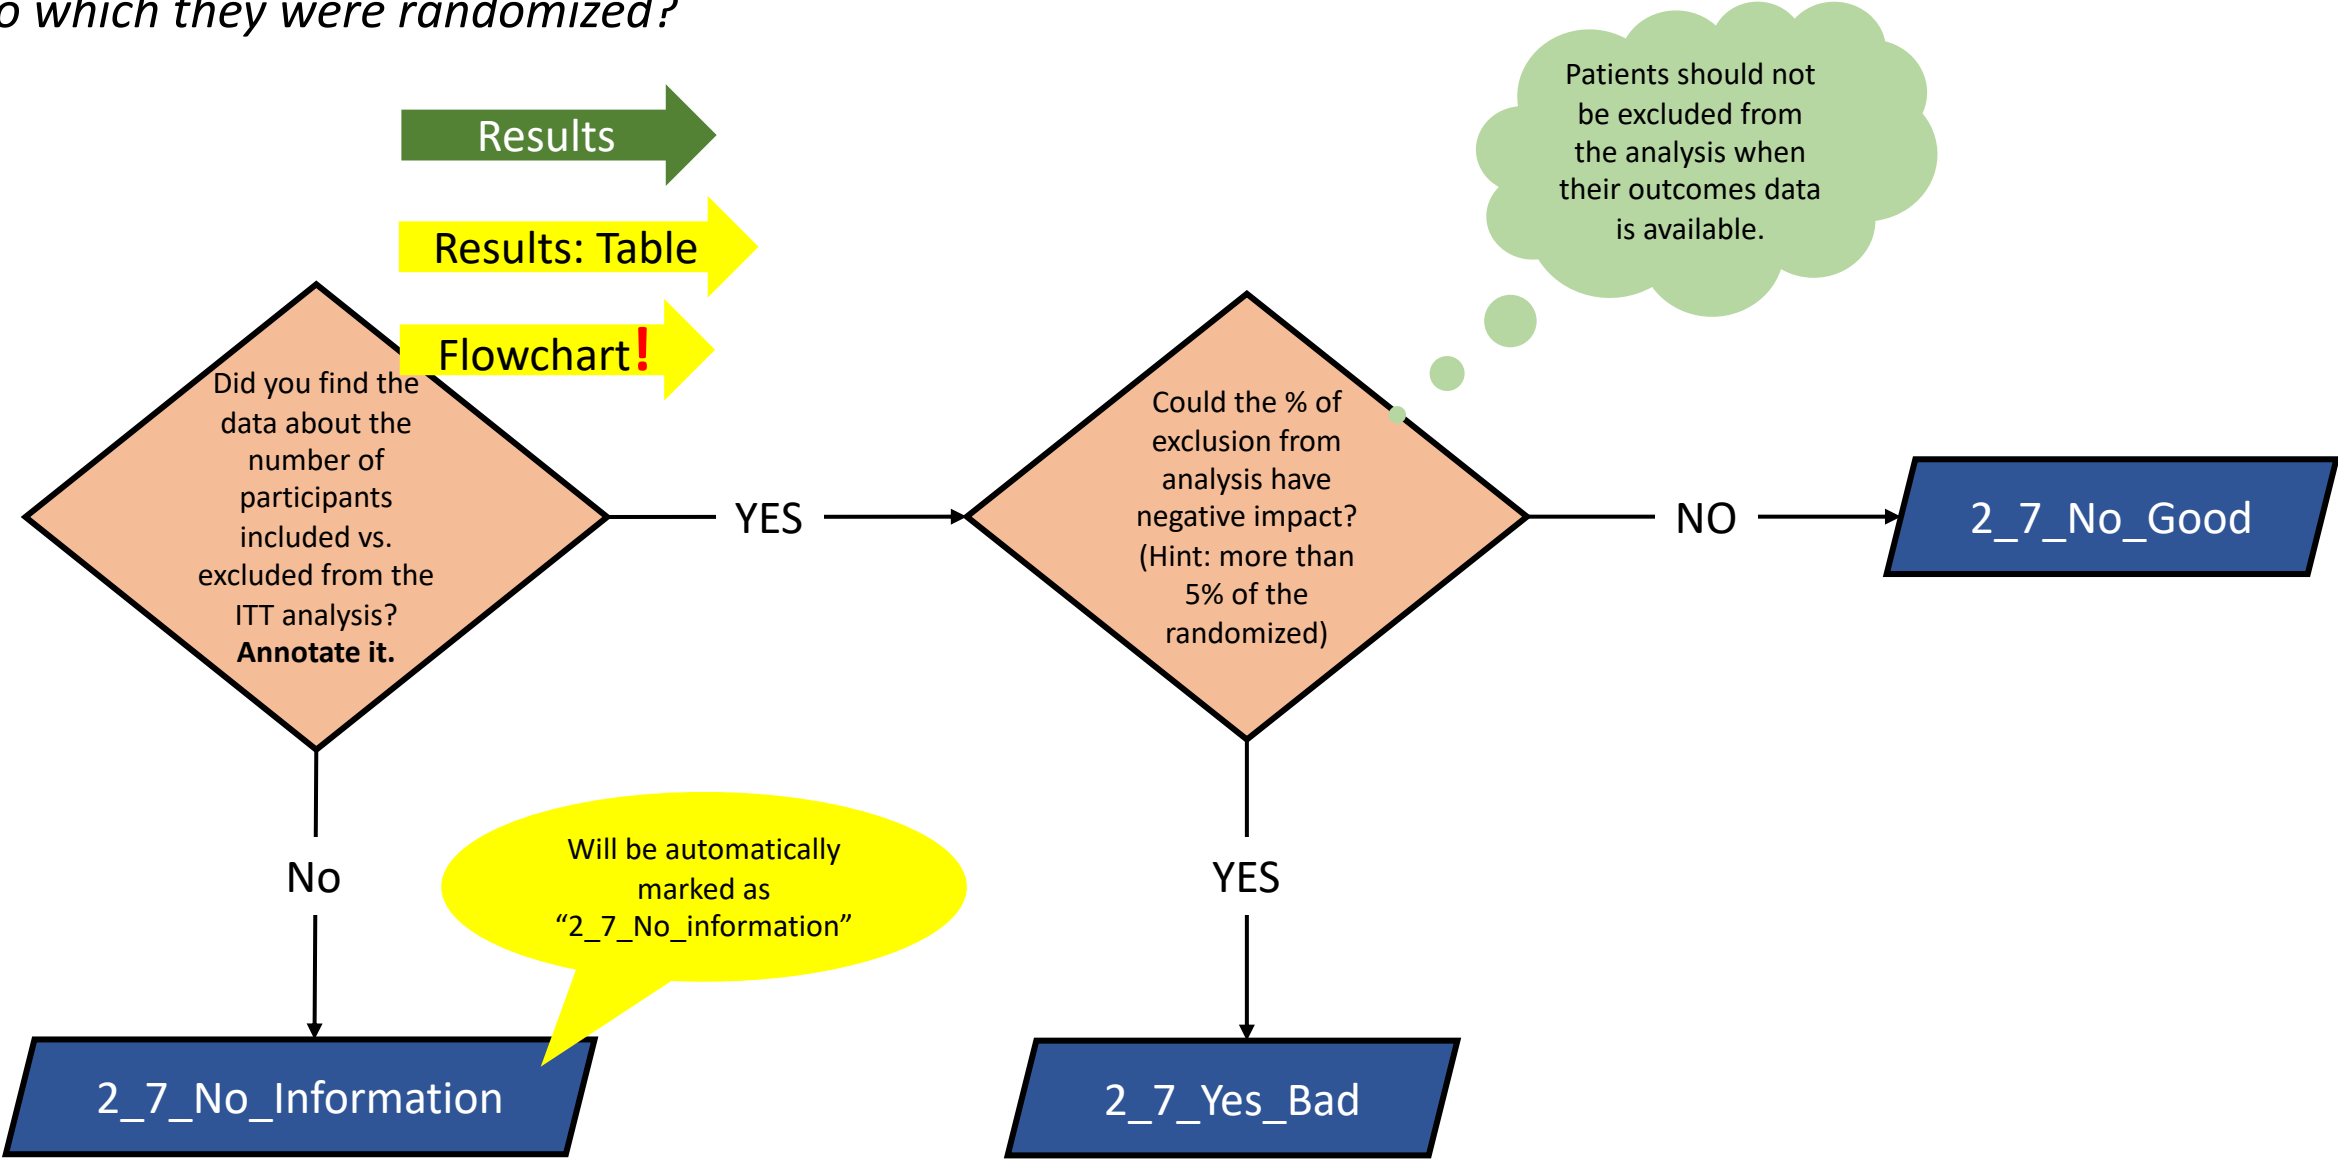 o which they were randomized?
Results
Results: Table
Flowchart!
Patients should not
be excluded from
the analysis when
their outcomes data
is available.
Did you find the
data about the
number of
participants
included vs.
excluded from the
ITT analysis?
Annotate it.
YES
Could the % of
exclusion from
analysis have
negative impact?
(Hint: more than
5% of the
randomized)
NO
2_7_No_Good
No
Will be automatically
marked as
“2_7_No_information”
YES
2_7_No_Information
2_7_Yes_Bad